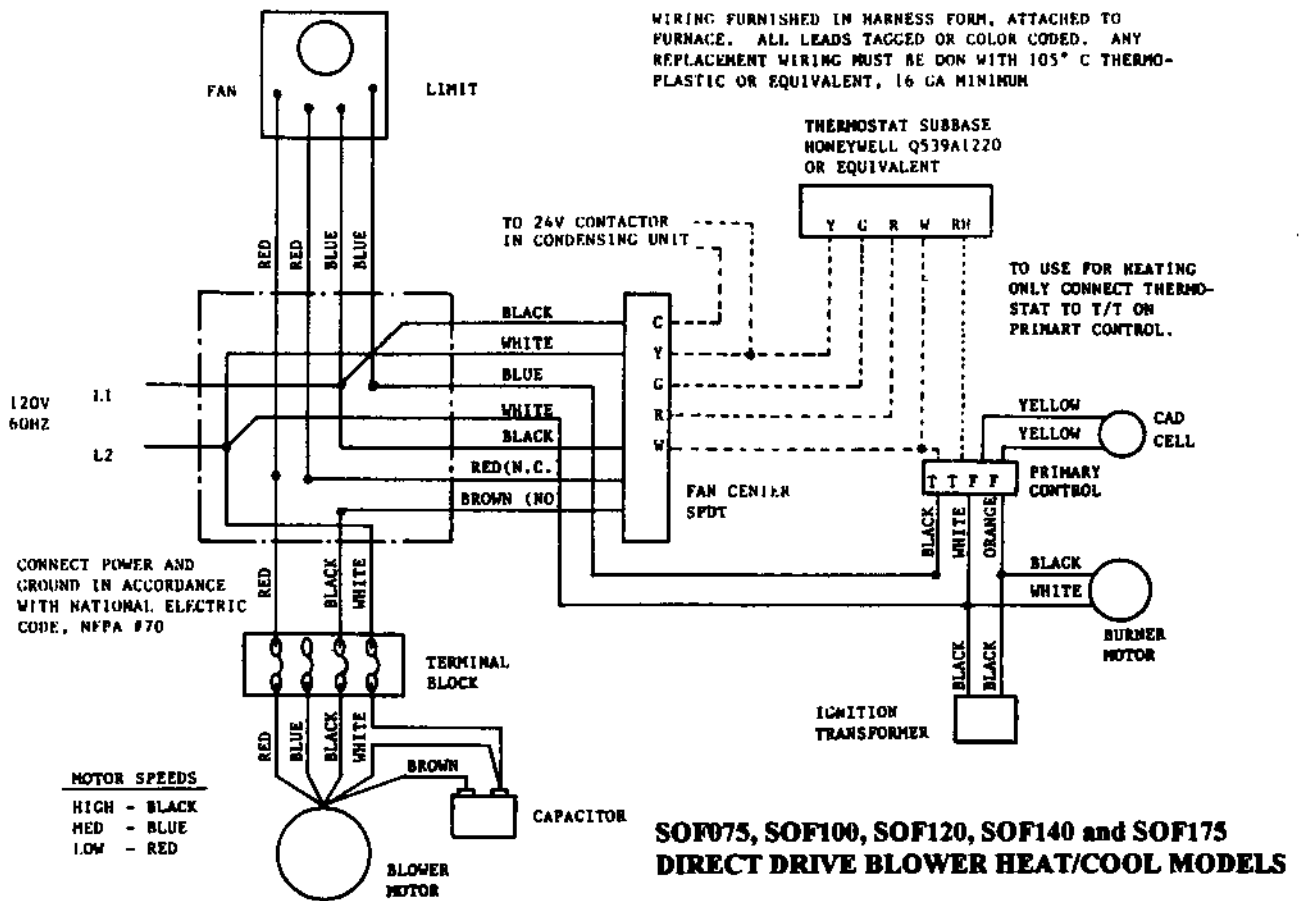 WIRING FURNISHED IN HARNESS FORM, ATTACHED TO
FURNACE. ALL LEADS TAGGED OR COLOR CODED. ANY
REPLACEMENT WIRING MUST BE DON WITH 105° C THERMO-
PLASTIC OR EQUIVALENT, 16 GA MINIMUM
FAN
LIMIT
THERMOSTAT SUBBASE
HONEYWELL Q539A1220
OR EQUIVALENT
Y G R W RH
TO 24V CONTACTOR
IN CONDENSING UNIT
RED
RED
BLUE
BLUE
TO USE FOR HEATING
ONLY CONNECT THERMO-
STAT TO T/T ON
PRIMART CONTROL.
BLACK
WHITE
BLUE
WHITE
BLACK
RED(N.C.
BROWN (NO
C
Y
G
R
W
FAN CENTER
SPDT
120V
60HZ
L1
L2
YELLOW
YELLOW
CAD
CELL
T T F F
PRIMARY
CONTROL
BLACK
WHITE
ORANGE
BLACK
WHITE
BURNER
MOTOR
BLACK
BLACK
IGNITION
TRANSFORMER
CONNECT POWER AND
GROUND IN ACCORDANCE
WITH NATIONAL ELECTRIC
CODE, NFPA #70
RED
BLACK
WHITE
TERMINAL
BLOCK
RED
BLUE
BLACK
WHITE
BROWN
CAPACITOR
MOTOR SPEEDS
HIGH - BLACK
MED - BLUE
LOW - RED
BLOWER
MOTOR
SOF075, SOF100, SOF120, SOF140 and SOF175
DIRECT DRIVE BLOWER HEAT/COOL MODELS